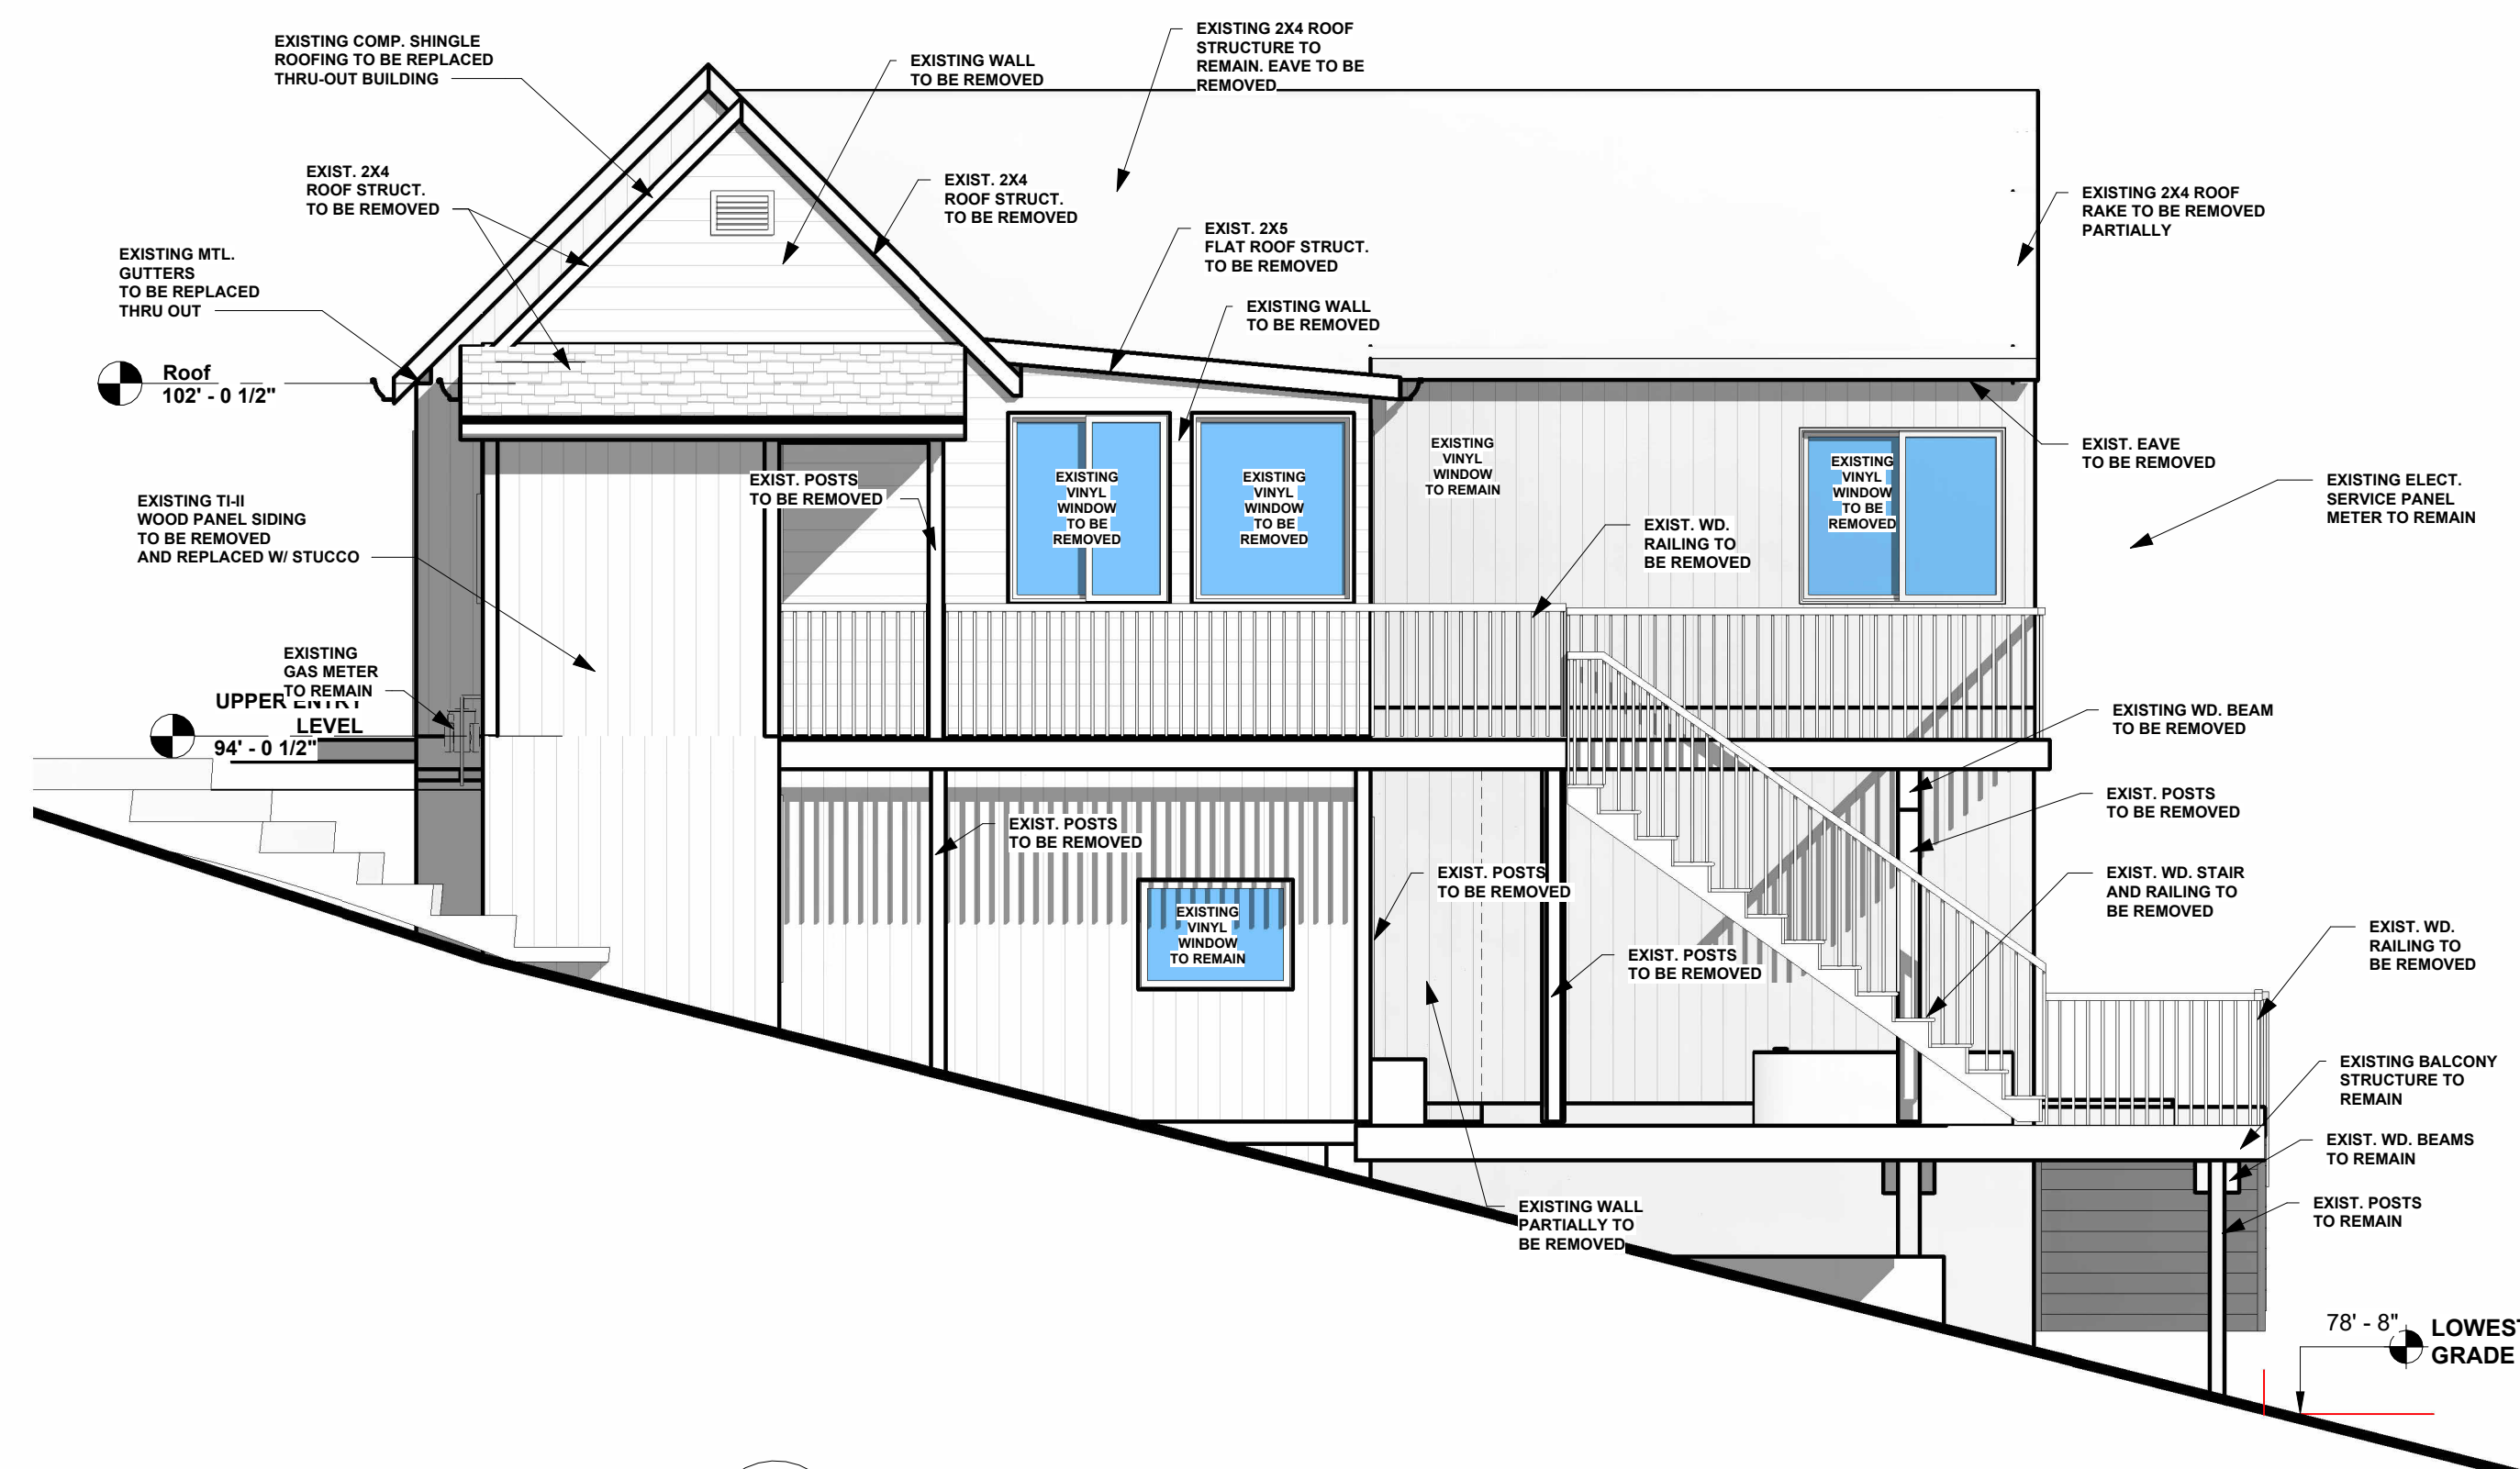 EXISTING COMP. SHINGLE
ROOFING TO BE REPLACED
THRU-OUT BUILDING
EXISTING WALL
TO BE REMOVED
EXISTING 2X4 ROOF
STRUCTURE TO
REMAIN. EAVE TO BE
REMOVED
EXIST. 2X4
ROOF STRUCT.
TO BE REMOVED
EXIST. 2X4
ROOF STRUCT.
TO BE REMOVED
EXISTING 2X4 ROOF
RAKE TO BE REMOVED
PARTIALLY
EXIST. 2X5
FLAT ROOF STRUCT.
TO BE REMOVED
EXISTING MTL.
GUTTERS
TO BE REPLACED
THRU OUT
EXISTING WALL
TO BE REMOVED
Roof
102' - 0 1/2"
EXISTING
VINYL
WINDOW
TO REMAIN
EXIST. EAVE
TO BE REMOVED
EXISTING
VINYL
WINDOW
TO BE
REMOVED
EXISTING
VINYL
WINDOW
TO BE
REMOVED
EXISTING
VINYL
WINDOW
TO BE
REMOVED
EXIST. POSTS
TO BE REMOVED
EXISTING ELECT.
SERVICE PANEL
METER TO REMAIN
EXISTING TI-II
WOOD PANEL SIDING
TO BE REMOVED
AND REPLACED W/ STUCCO
EXIST. WD.
RAILING TO
BE REMOVED
EXISTING
GAS METER
TO REMAIN
UPPER ENTRY
LEVEL
94' - 0 1/2"
EXISTING WD. BEAM
TO BE REMOVED
EXIST. POSTS
TO BE REMOVED
EXIST. POSTS
TO BE REMOVED
EXIST. POSTS
TO BE REMOVED
EXIST. WD. STAIR
AND RAILING TO
BE REMOVED
EXISTING
VINYL
WINDOW
TO REMAIN
EXIST. POSTS
TO BE REMOVED
EXIST. WD.
RAILING TO
BE REMOVED
EXISTING BALCONY
STRUCTURE TO
REMAIN
EXIST. WD. BEAMS
TO REMAIN
EXISTING WALL
PARTIALLY TO
BE REMOVED
EXIST. POSTS
TO REMAIN
78' - 8"
LOWEST
GRADE